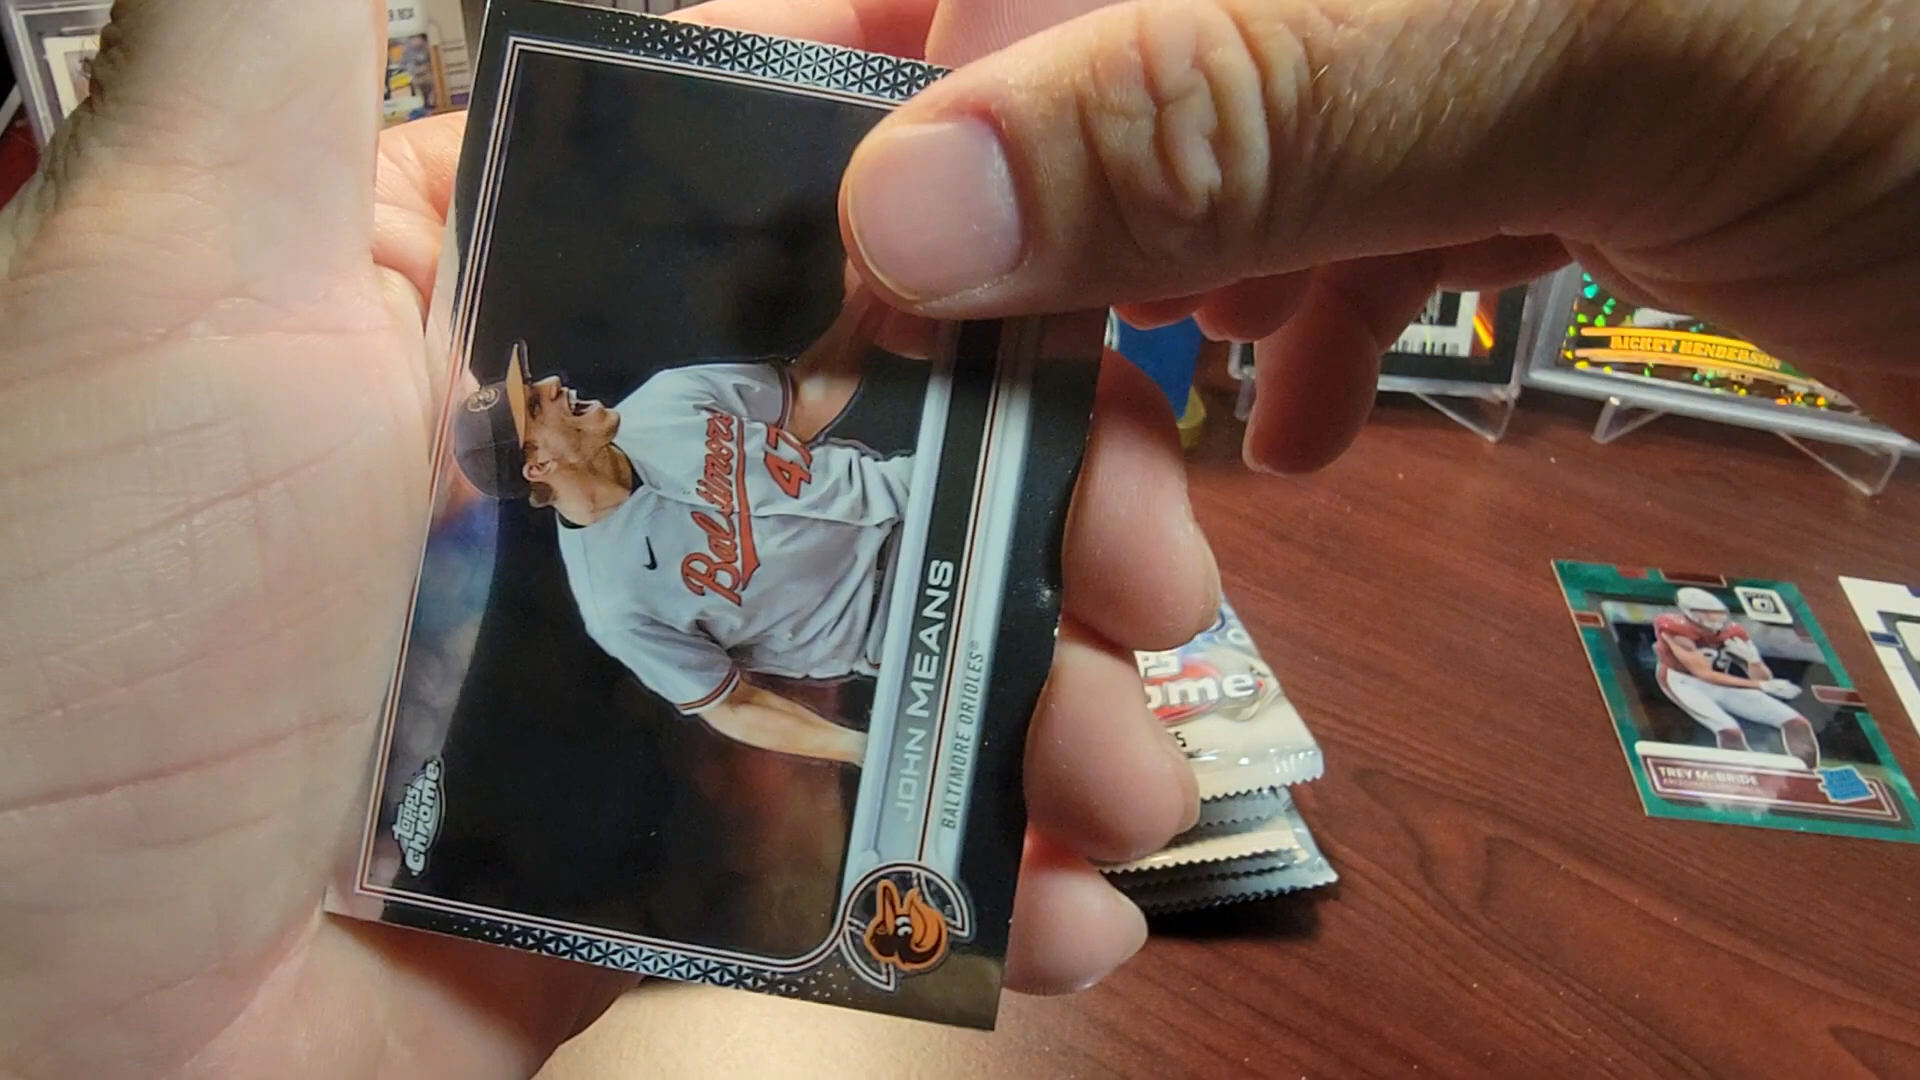 Baltimore
47
JOHN MEANS
BALTIMORE ORIOLES®
TOPPS
Chrome
RICKEY HENDERSON
TREY McBRIDE